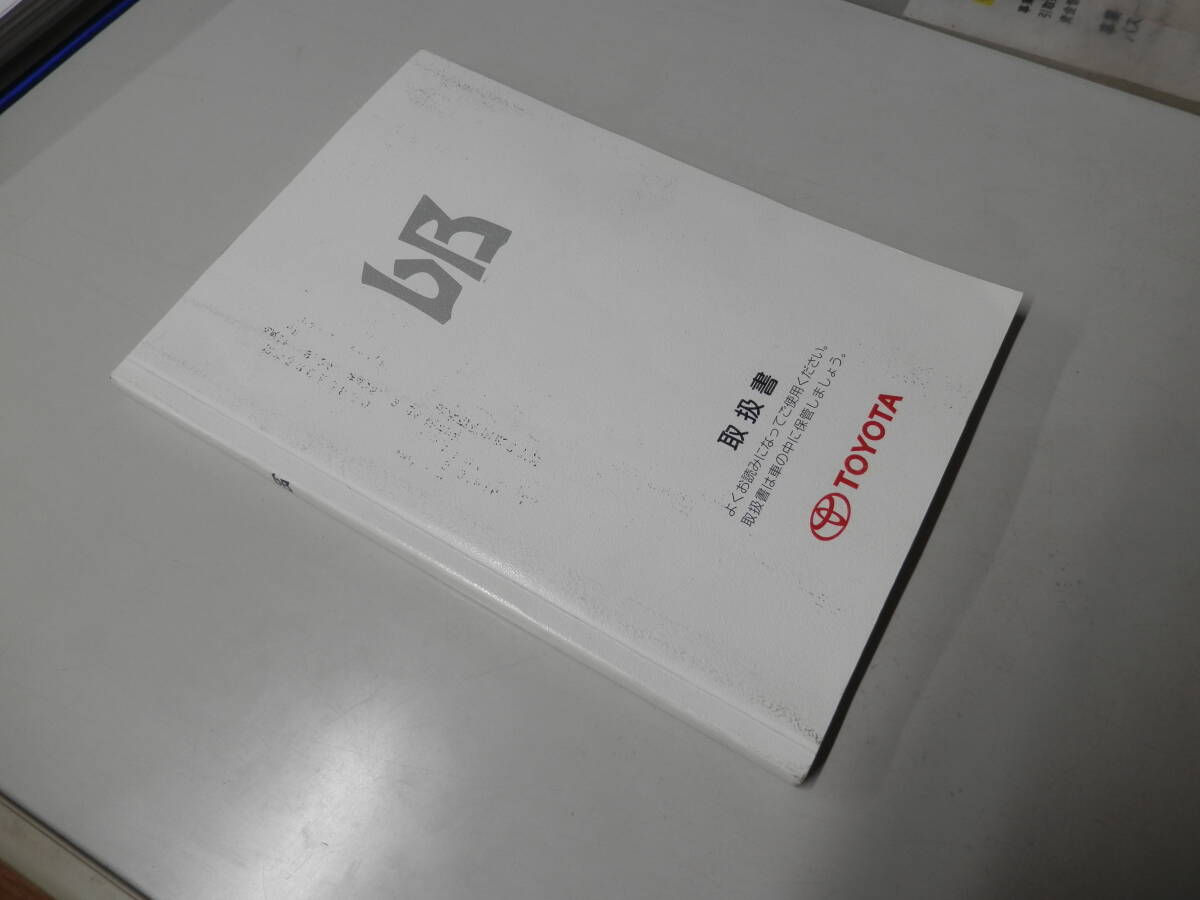 bB
取扱書
よくお読みになってご使用ください。
取扱書は車の中に保管しましょう。
TOYOTA
bB